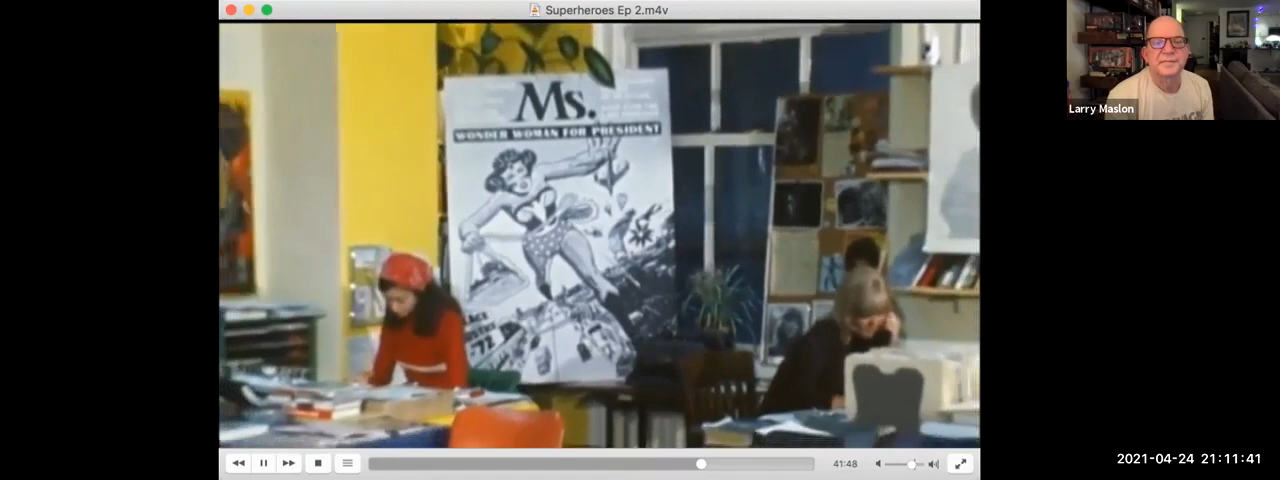 Superheroes Ep 2.m4v
Ms.
WONDER WOMAN FOR PRESIDENT
'72
Larry Maslon
41:48
2021-04-24 21:11:41